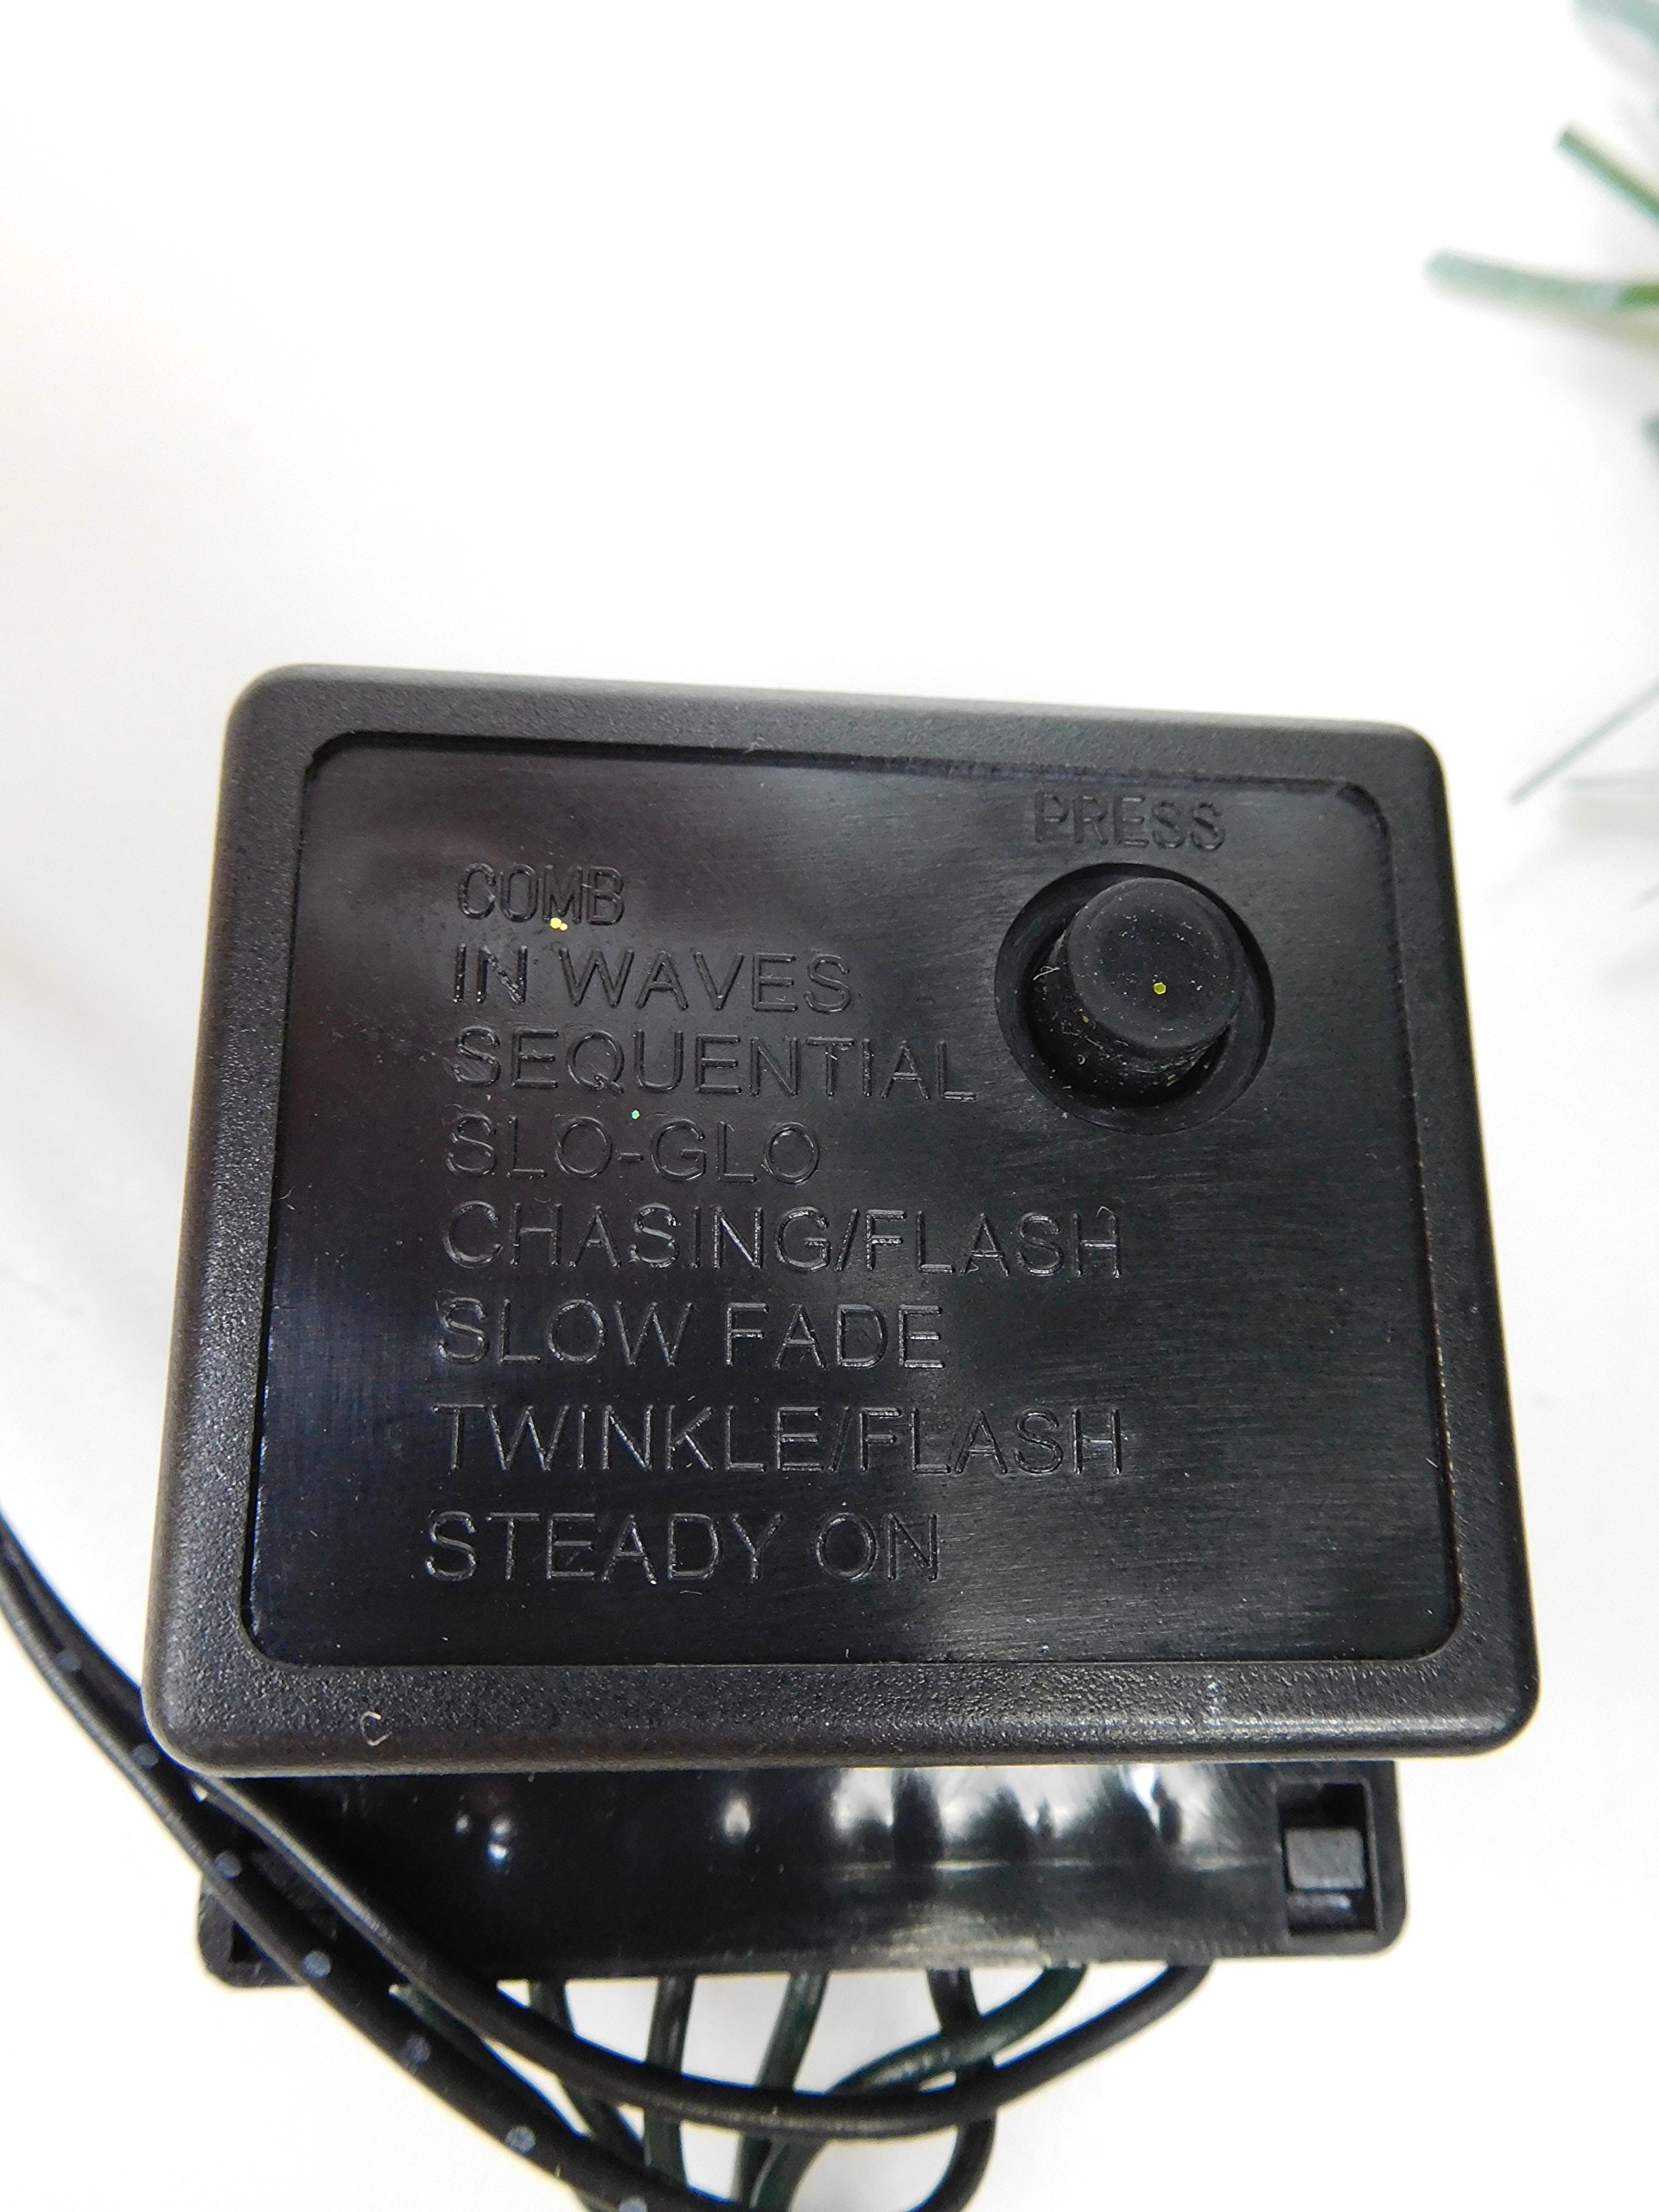 PRESS
COMB
IN WAVES
SEQUENTIAL
SLO-GLO
CHASING/FLASH
SLOW FADE
TWINKLE/FLASH
STEADY ON